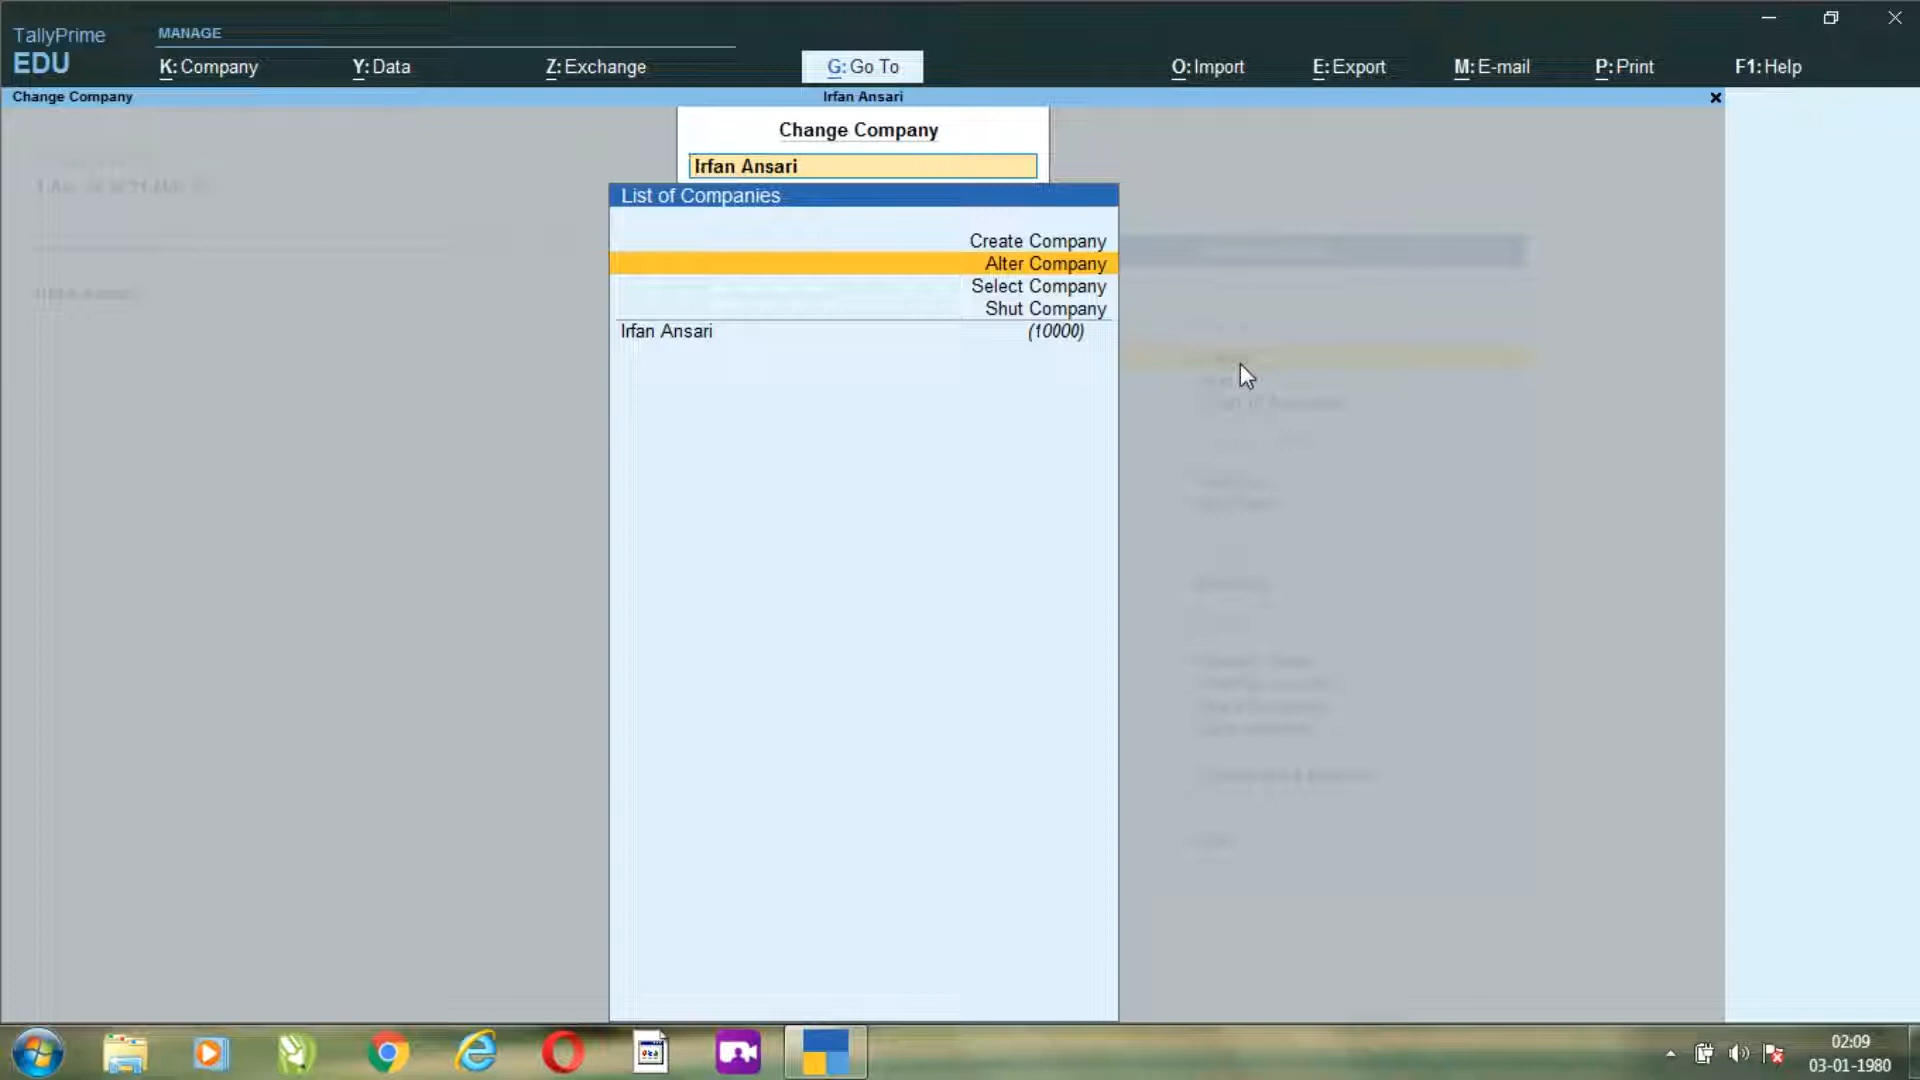 TallyPrime
EDU
MANAGE
K: Company
Y: Data
Z: Exchange
G: Go To
O: Import
E: Export
M: E-mail
P: Print
F1: Help
Change Company
Irfan Ansari
Change Company
Irfan Ansari
List of Companies
Create Company
Alter Company
Select Company
Shut Company
Irfan Ansari (10000)
02:09
03-01-1980